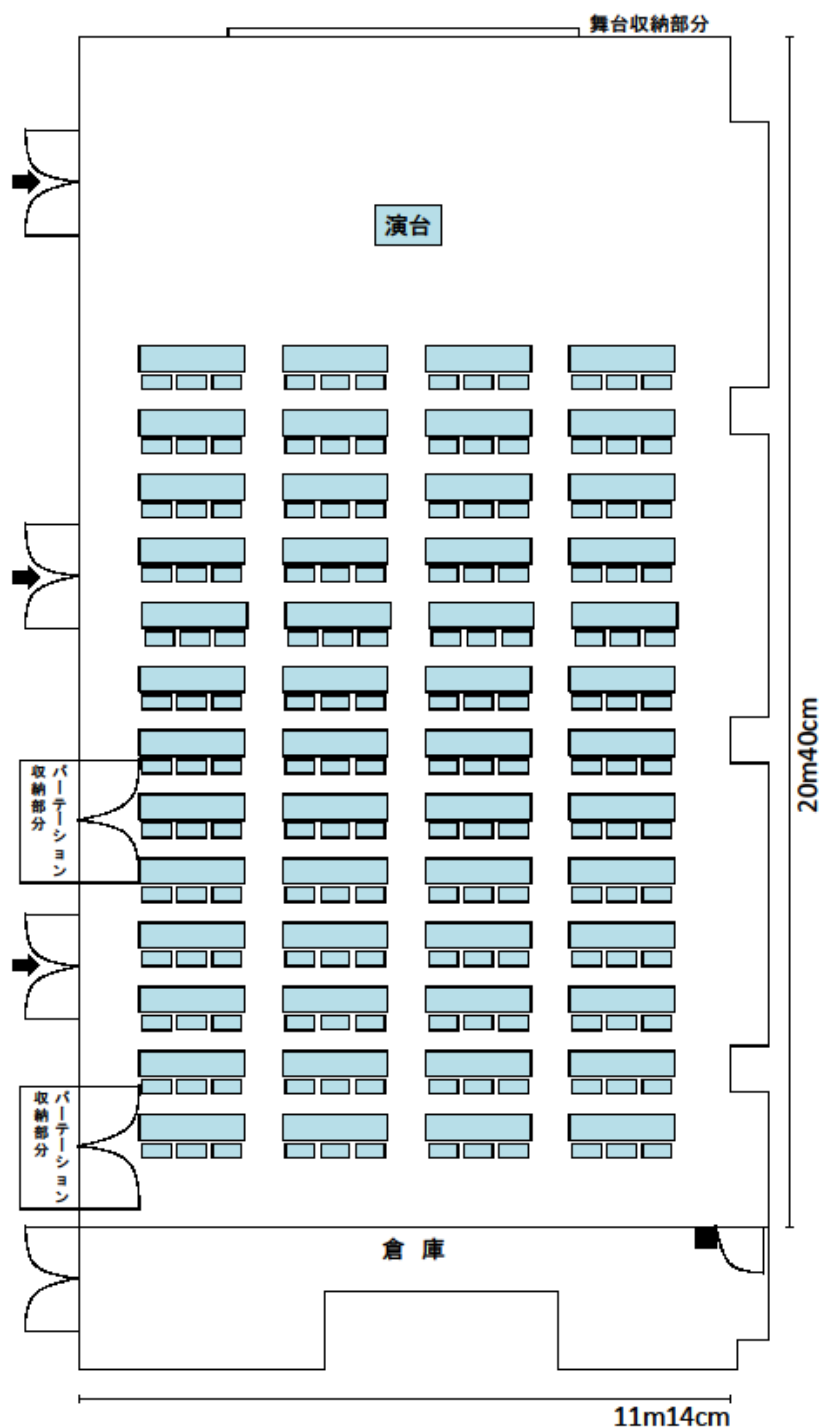 舞台収納部分
演台
パーテーション
収納部分
20m40cm
パーテーション
収納部分
倉 庫
11m14cm